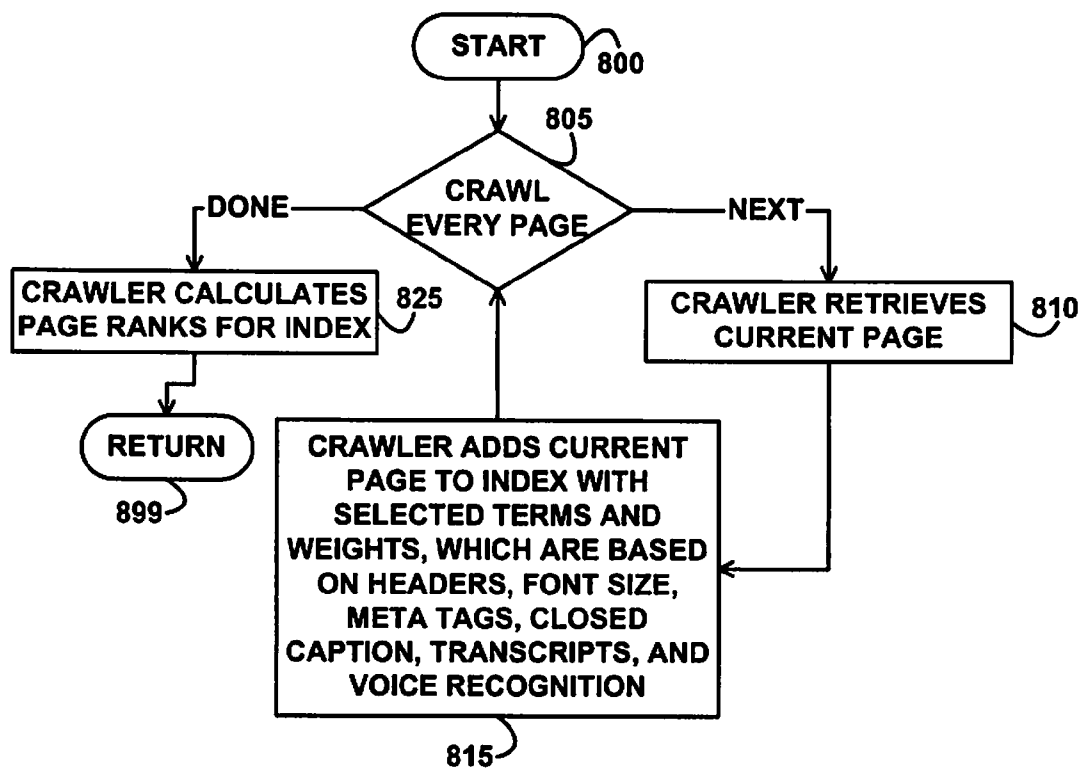 START
800
805
CRAWL
EVERY PAGE
DONE
NEXT
CRAWLER CALCULATES
PAGE RANKS FOR INDEX
825
CRAWLER RETRIEVES
CURRENT PAGE
810
RETURN
899
CRAWLER ADDS CURRENT
PAGE TO INDEX WITH
SELECTED TERMS AND
WEIGHTS, WHICH ARE BASED
ON HEADERS, FONT SIZE,
META TAGS, CLOSED
CAPTION, TRANSCRIPTS, AND
VOICE RECOGNITION
815